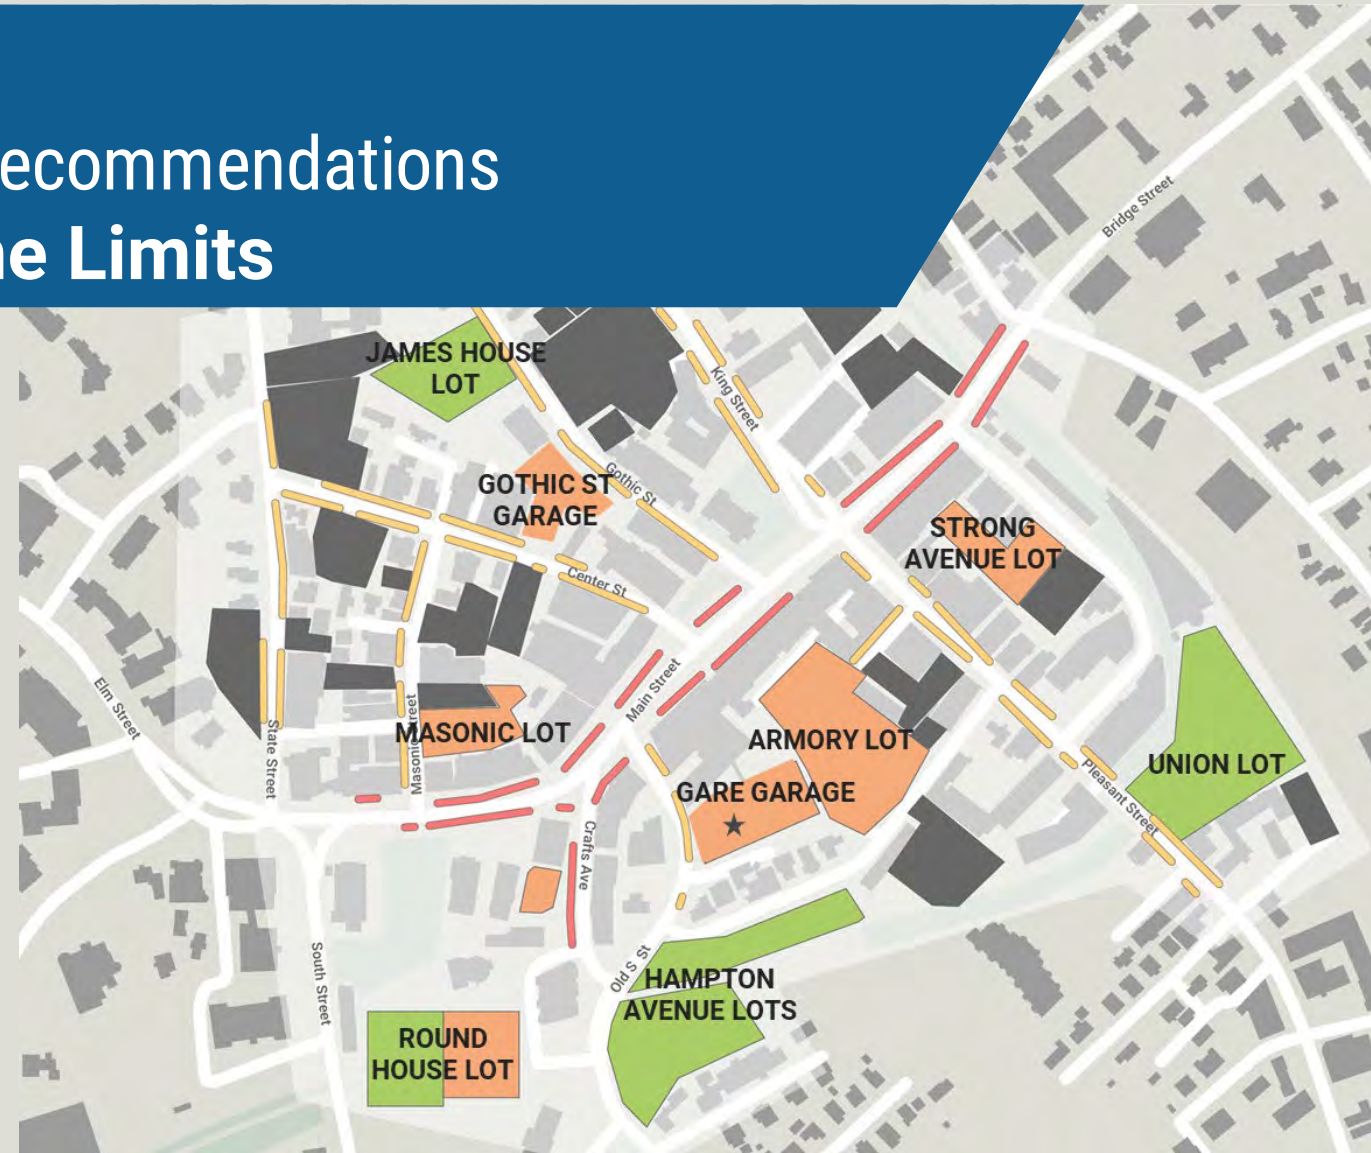 ecommendations
e Limits
Bridge Street
JAMES HOUSE
LOT
King Street
GOTHIC ST
GARAGE
Gothic St
STRONG
AVENUE LOT
Center St
Elm Street
State Street
Masonic Street
MASONIC LOT
Main Street
ARMORY LOT
GARE GARAGE
UNION LOT
Pleasant Street
Crafts Ave
South Street
Old S St
HAMPTON
AVENUE LOTS
ROUND
HOUSE LOT